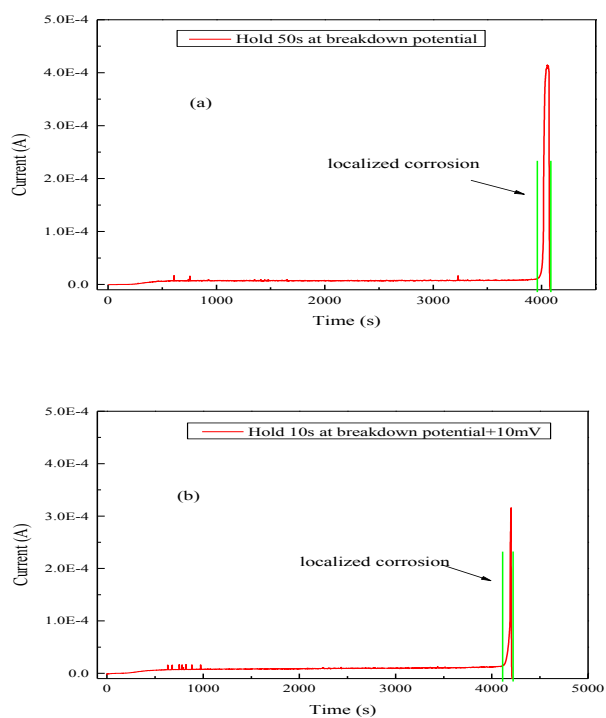 5.0E-4
Hold 50s at breakdown potential
4.0E-4
(a)
3.0E-4
localized corrosion
2.0E-4
1.0E-4
0.0
Current (A)
0 1000 2000 3000 4000
Time (s)
5.0E-4
Hold 10s at breakdown potential+10mV
4.0E-4
(b)
3.0E-4
localized corrosion
2.0E-4
1.0E-4
0.0
Current (A)
0 1000 2000 3000 4000 5000
Time (s)